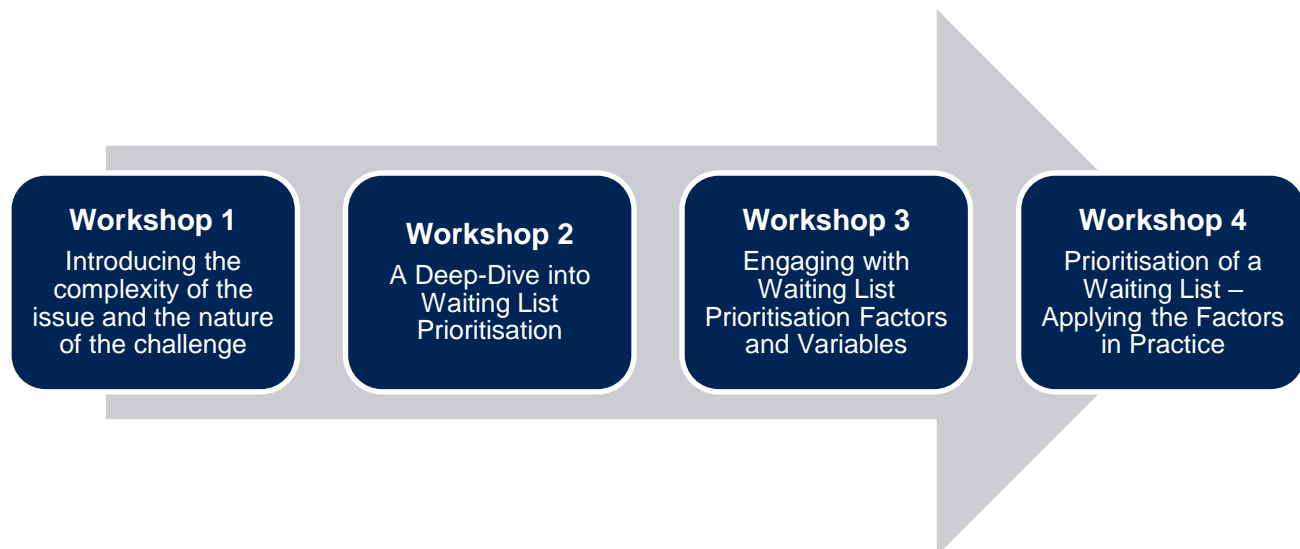 Workshop 1
Introducing the
complexity of the
issue and the nature
of the challenge
Workshop 2
A Deep-Dive into
Waiting List
Prioritisation
Workshop 3
Engaging with
Waiting List
Prioritisation Factors
and Variables
Workshop 4
Prioritisation of a
Waiting List –
Applying the Factors
in Practice